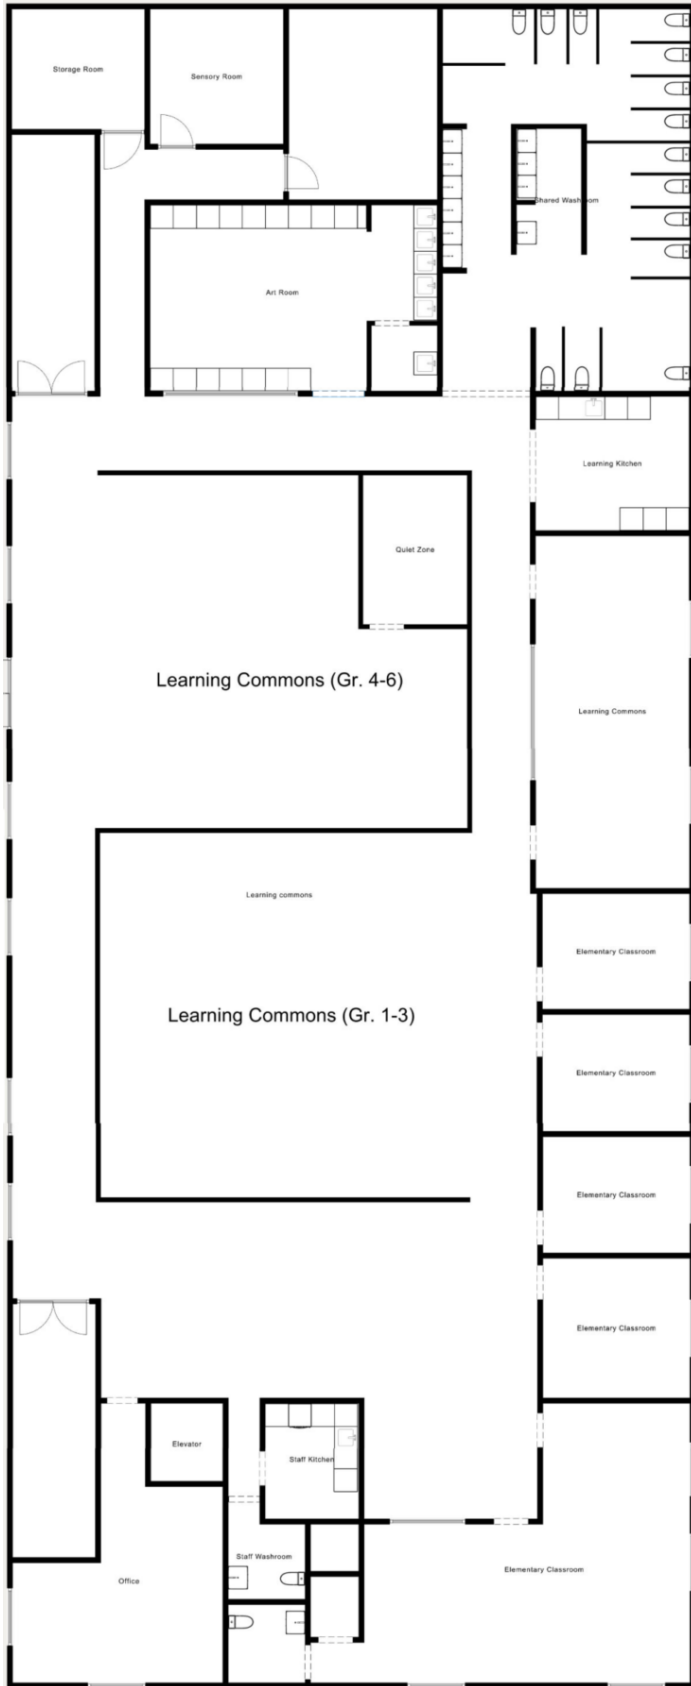 Storage Room
Sensory Room
Shared Washroom
Art Room
Learning Kitchen
Quiet Zone
Learning Commons (Gr. 4-6)
Learning Commons
Learning commons
Elementary Classroom
Learning Commons (Gr. 1-3)
Elementary Classroom
Elementary Classroom
Elementary Classroom
Elevator
Staff Kitchen
Staff Washroom
Elementary Classroom
Office